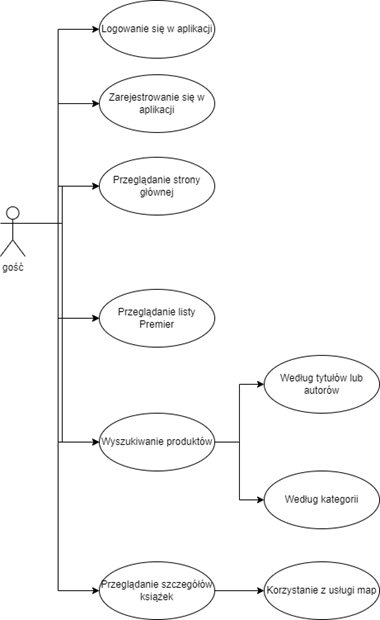 Logowanie się w aplikacji
Zarejestrowanie się w
aplikacji
Przeglądanie strony
głównej
gość
Przeglądanie listy
Premier
Według tytułów lub
autorów
Wyszukiwanie produktów
Według kategorii
Przeglądanie szczegółów
książek
Korzystanie z usługi map